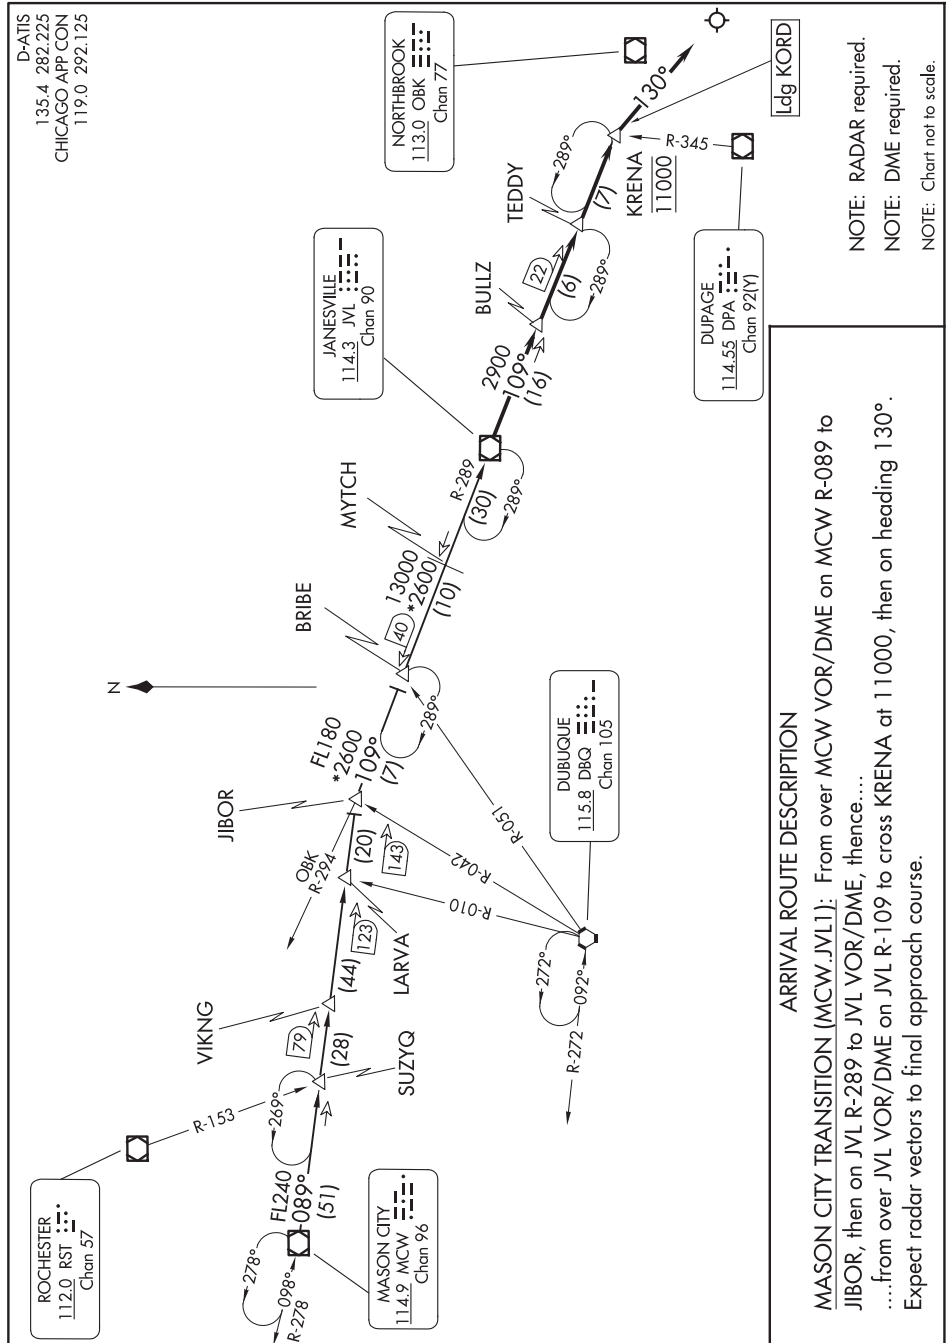 D-ATIS
135.4 282.225
CHICAGO APP CON
119.0 292.125
ROCHESTER
112.0 RST
Chan 57
R-153
278°
098°
R-278
MASON CITY
114.9 MCW
Chan 96
FL240
089°
(51)
269°
SUZYQ
79
(28)
VIKNG
(44)
123
LARVA
(20)
143
OBK
R-294
JIBOR
FL180
*2600
109°
(7)
289°
N
BRIBE
40
13000
*2600
(10)
MYTCH
(30)
R-289
289°
R-010
R-042
R-051
272°
092°
R-272
DUBUQUE
115.8 DBQ
Chan 105
JANESVILLE
114.3 JVL
Chan 90
2900
109°
(16)
BULLZ
22
(6)
289°
TEDDY
(7)
289°
KRENA
11000
130°
R-345
NORTHBROOK
113.0 OBK
Chan 77
DUPAGE
114.55 DPA
Chan 92(Y)
Ldg KORD
NOTE: RADAR required.
NOTE: DME required.
NOTE: Chart not to scale.
ARRIVAL ROUTE DESCRIPTION
MASON CITY TRANSITION (MCW.JVL1): From over MCW VOR/DME on MCW R-089 to
JIBOR, then on JVL R-289 to JVL VOR/DME, thence....
....from over JVL VOR/DME on JVL R-109 to cross KRENA at 11000, then on heading 130°.
Expect radar vectors to final approach course.